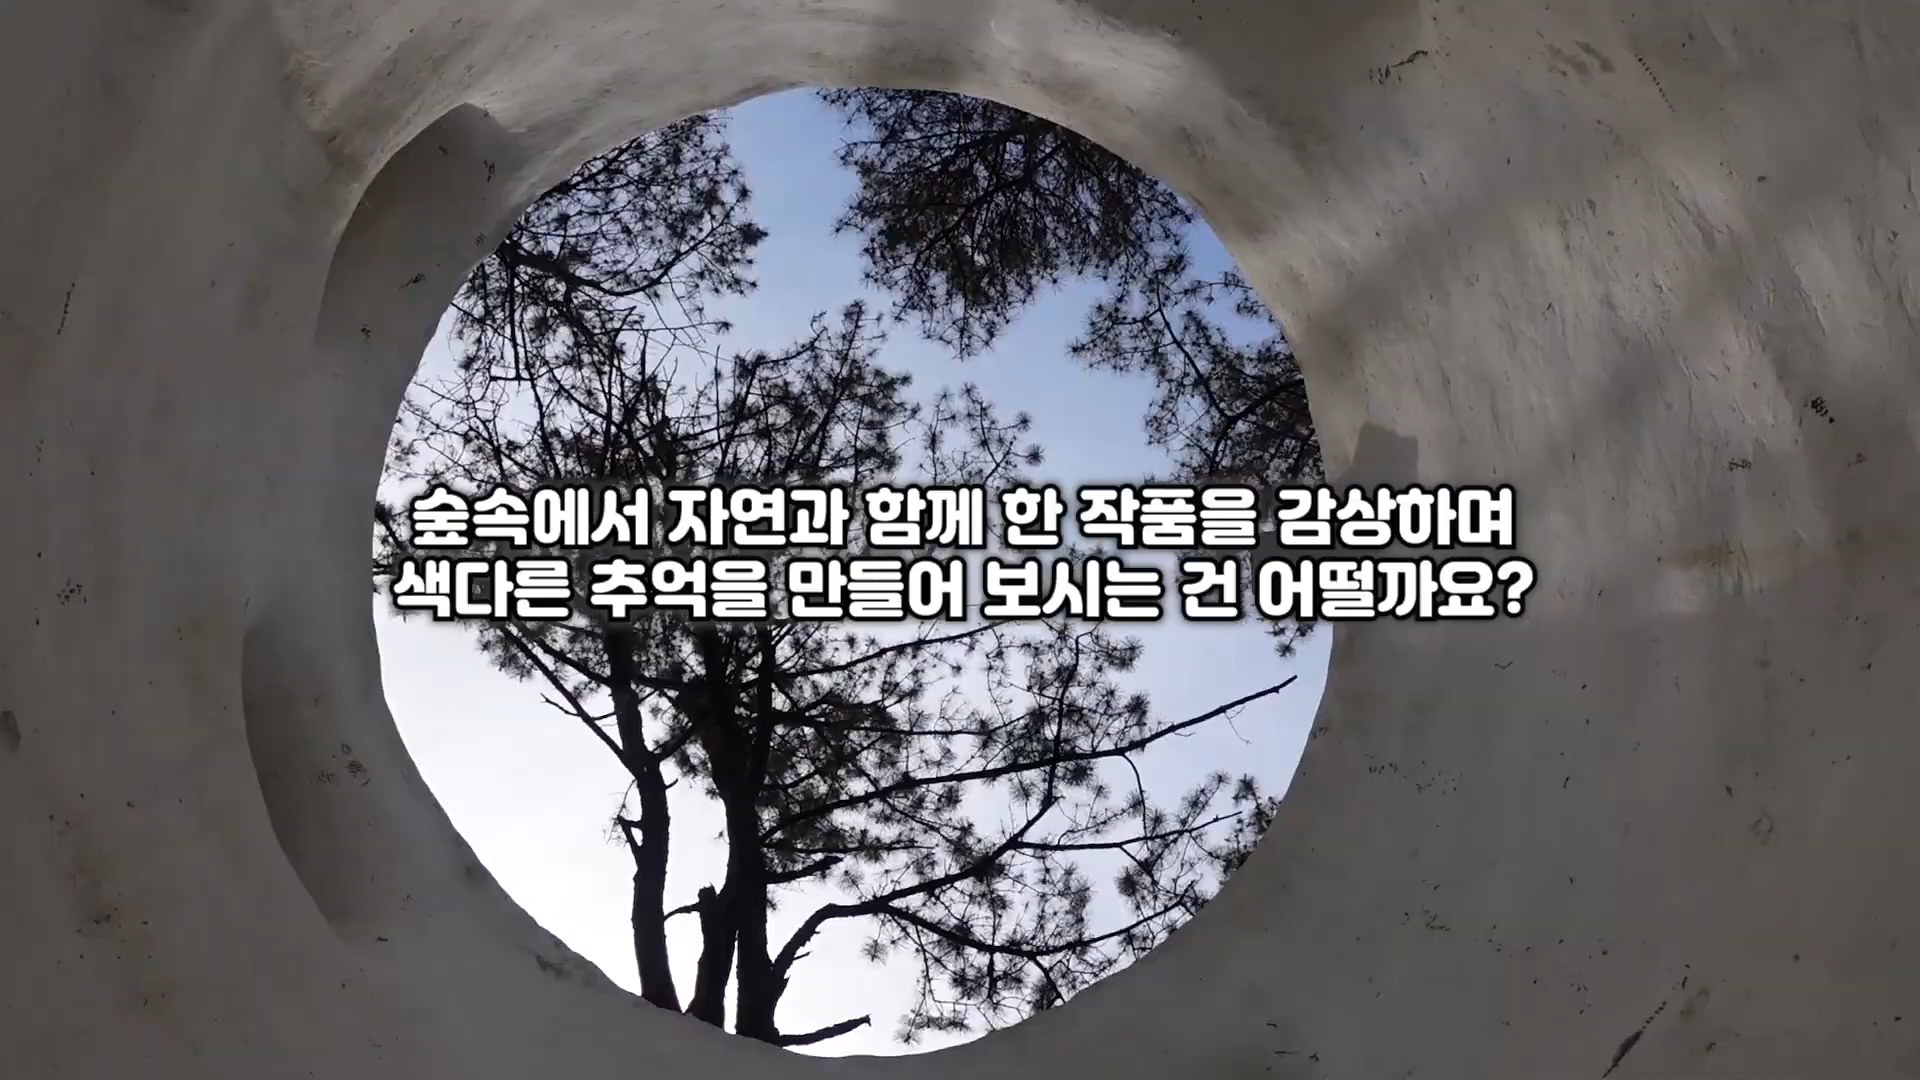 숲속에서 자연과 함께 한 작품을 감상하며
색다른 추억을 만들어 보시는 건 어떨까요?